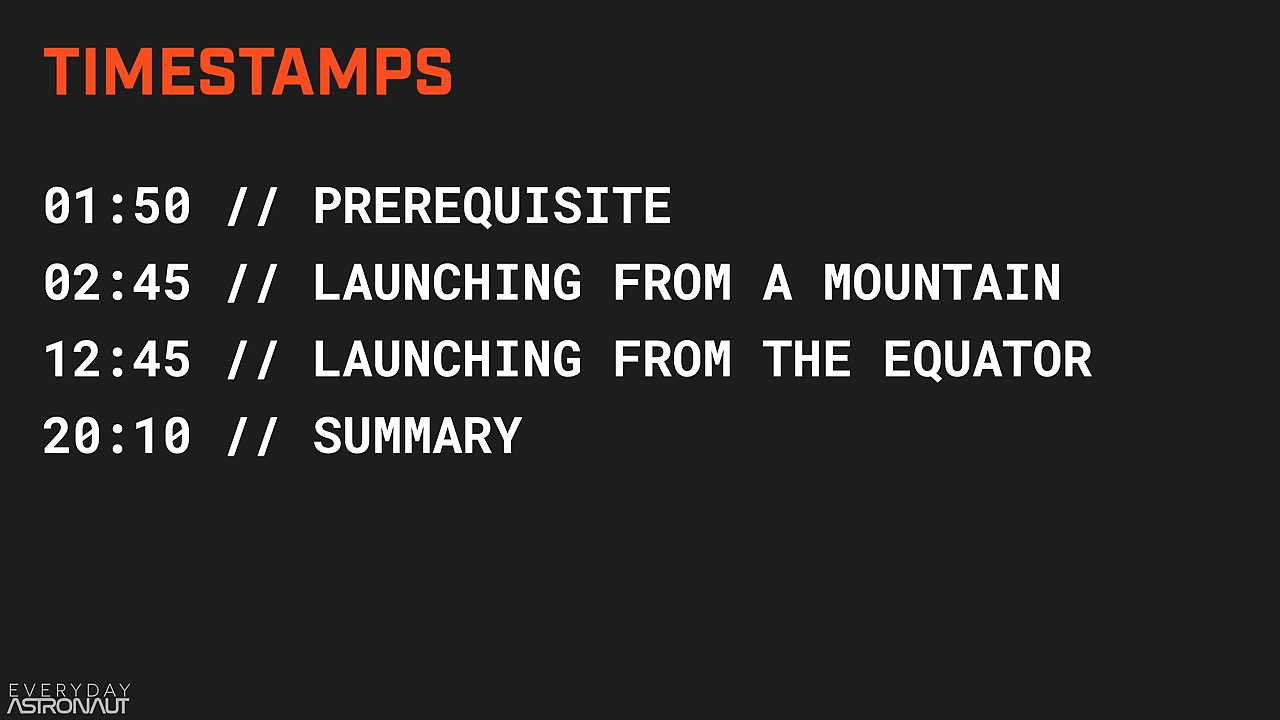 TIMESTAMPS
01:50 // PREREQUISITE
02:45 // LAUNCHING FROM A MOUNTAIN
12:45 // LAUNCHING FROM THE EQUATOR
20:10 // SUMMARY
EVERYDAY
ASTRONAUT